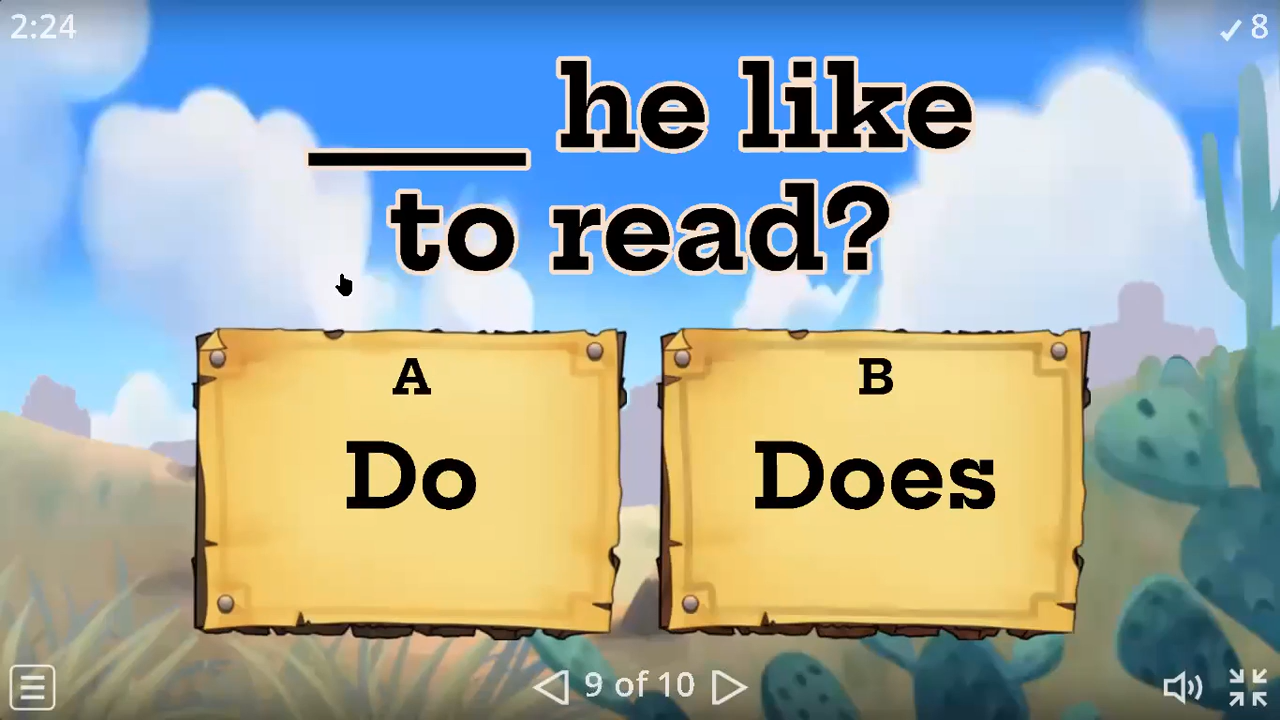 2:24
✓ 8
____ he like
to read?
A
Do
B
Does
9 of 10